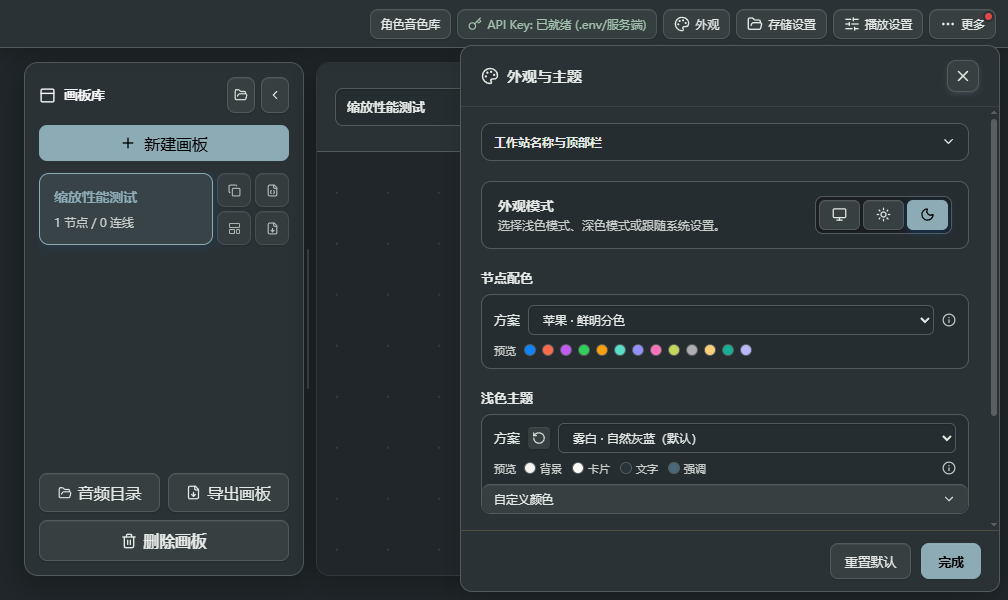 角色音色库
API Key: 已就绪 (.env/服务端)
外观
存储设置
播放设置
更多
画板库
新建画板
缩放性能测试
1 节点 / 0 连线
音频目录
导出画板
删除画板
缩放性能测试
外观与主题
工作站名称与顶部栏
外观模式
选择浅色模式、深色模式或跟随系统设置。
节点配色
方案
苹果 · 鲜明分色
预览
浅色主题
方案
雾白 · 自然灰蓝（默认）
预览 背景 卡片 文字 强调
自定义颜色
重置默认
完成